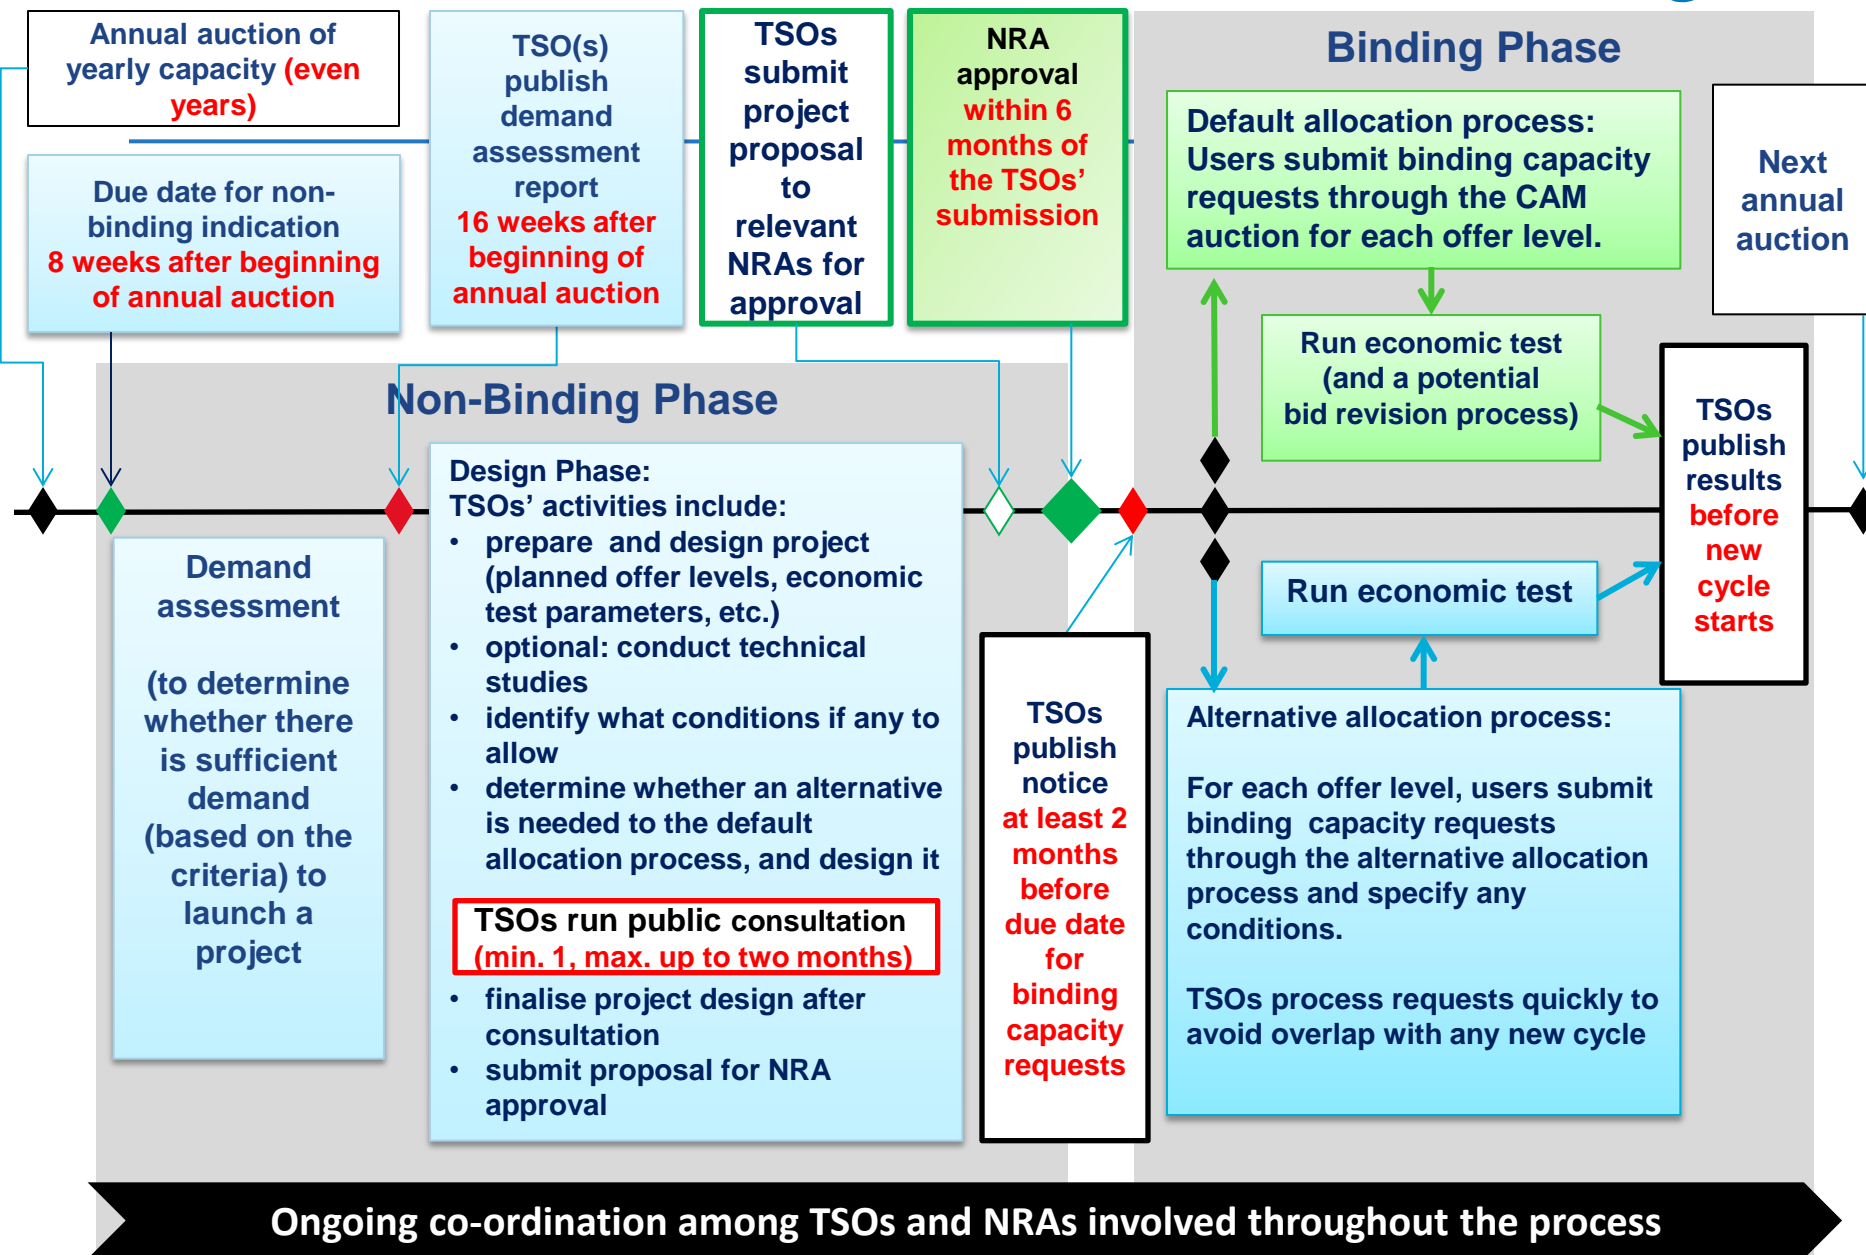 Annual auction of
yearly capacity (even
years)
Due date for non-
binding indication
8 weeks after beginning
of annual auction
TSO(s)
publish
demand
assessment
report
16 weeks after
beginning of
annual auction
TSOs
submit
project
proposal
to
relevant
NRAs for
approval
NRA
approval
within 6
months of
the TSOs'
submission
Binding Phase
Default allocation process:
Users submit binding capacity
requests through the CAM
auction for each offer level.
Next
annual
auction
Run economic test
(and a potential
bid revision process)
TSOs
publish
results
before
new
cycle
starts
Non-Binding Phase
Demand
assessment
(to determine
whether there
is sufficient
demand
(based on the
criteria) to
launch a
project
Design Phase:
TSOs' activities include:
• prepare and design project
(planned offer levels, economic
test parameters, etc.)
• optional: conduct technical
studies
• identify what conditions if any to
allow
• determine whether an alternative
is needed to the default
allocation process, and design it
TSOs run public consultation
(min. 1, max. up to two months)
• finalise project design after
consultation
• submit proposal for NRA
approval
TSOs
publish
notice
at least 2
months
before
due date
for
binding
capacity
requests
Run economic test
Alternative allocation process:
For each offer level, users submit
binding capacity requests
through the alternative allocation
process and specify any
conditions.
TSOs process requests quickly to
avoid overlap with any new cycle
Ongoing co-ordination among TSOs and NRAs involved throughout the process